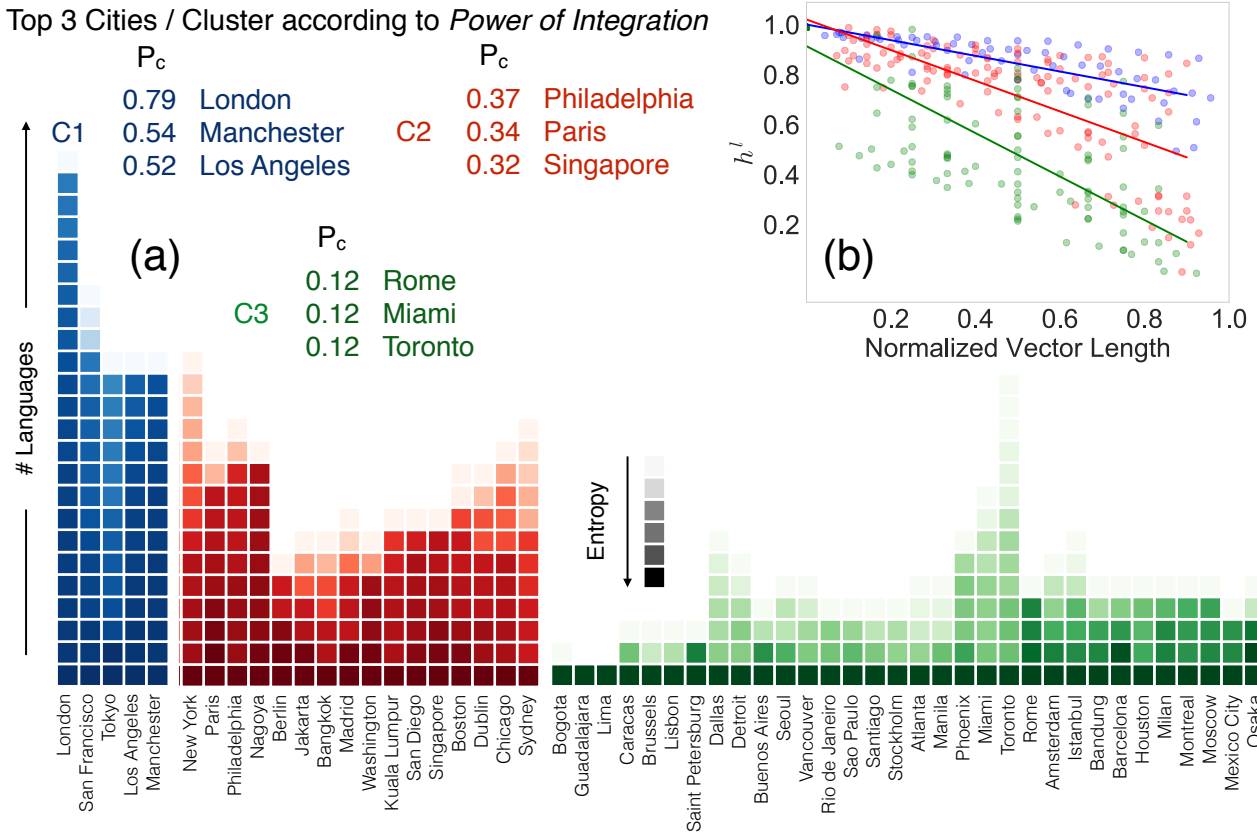 Top 3 Cities / Cluster according to Power of Integration
Pc
0.79 London
C1 0.54 Manchester
0.52 Los Angeles
Pc
0.37 Philadelphia
C2 0.34 Paris
0.32 Singapore
(a)
Pc
0.12 Rome
C3 0.12 Miami
0.12 Toronto
# Languages
Entropy
1.0
0.8
0.6
0.4
0.2
h^l
(b)
0.2 0.4 0.6 0.8 1.0
Normalized Vector Length
London
San Francisco
Tokyo
Los Angeles
Manchester
New York
Paris
Philadelphia
Nagoya
Berlin
Jakarta
Bangkok
Madrid
Washington
Kuala Lumpur
San Diego
Singapore
Boston
Dublin
Chicago
Sydney
Bogota
Guadalajara
Lima
Caracas
Brussels
Lisbon
Saint Petersburg
Dallas
Detroit
Buenos Aires
Seoul
Vancouver
Rio de Janeiro
Sao Paulo
Santiago
Stockholm
Atlanta
Manila
Phoenix
Miami
Toronto
Rome
Amsterdam
Istanbul
Bandung
Barcelona
Houston
Milan
Montreal
Moscow
Mexico City
Osaka